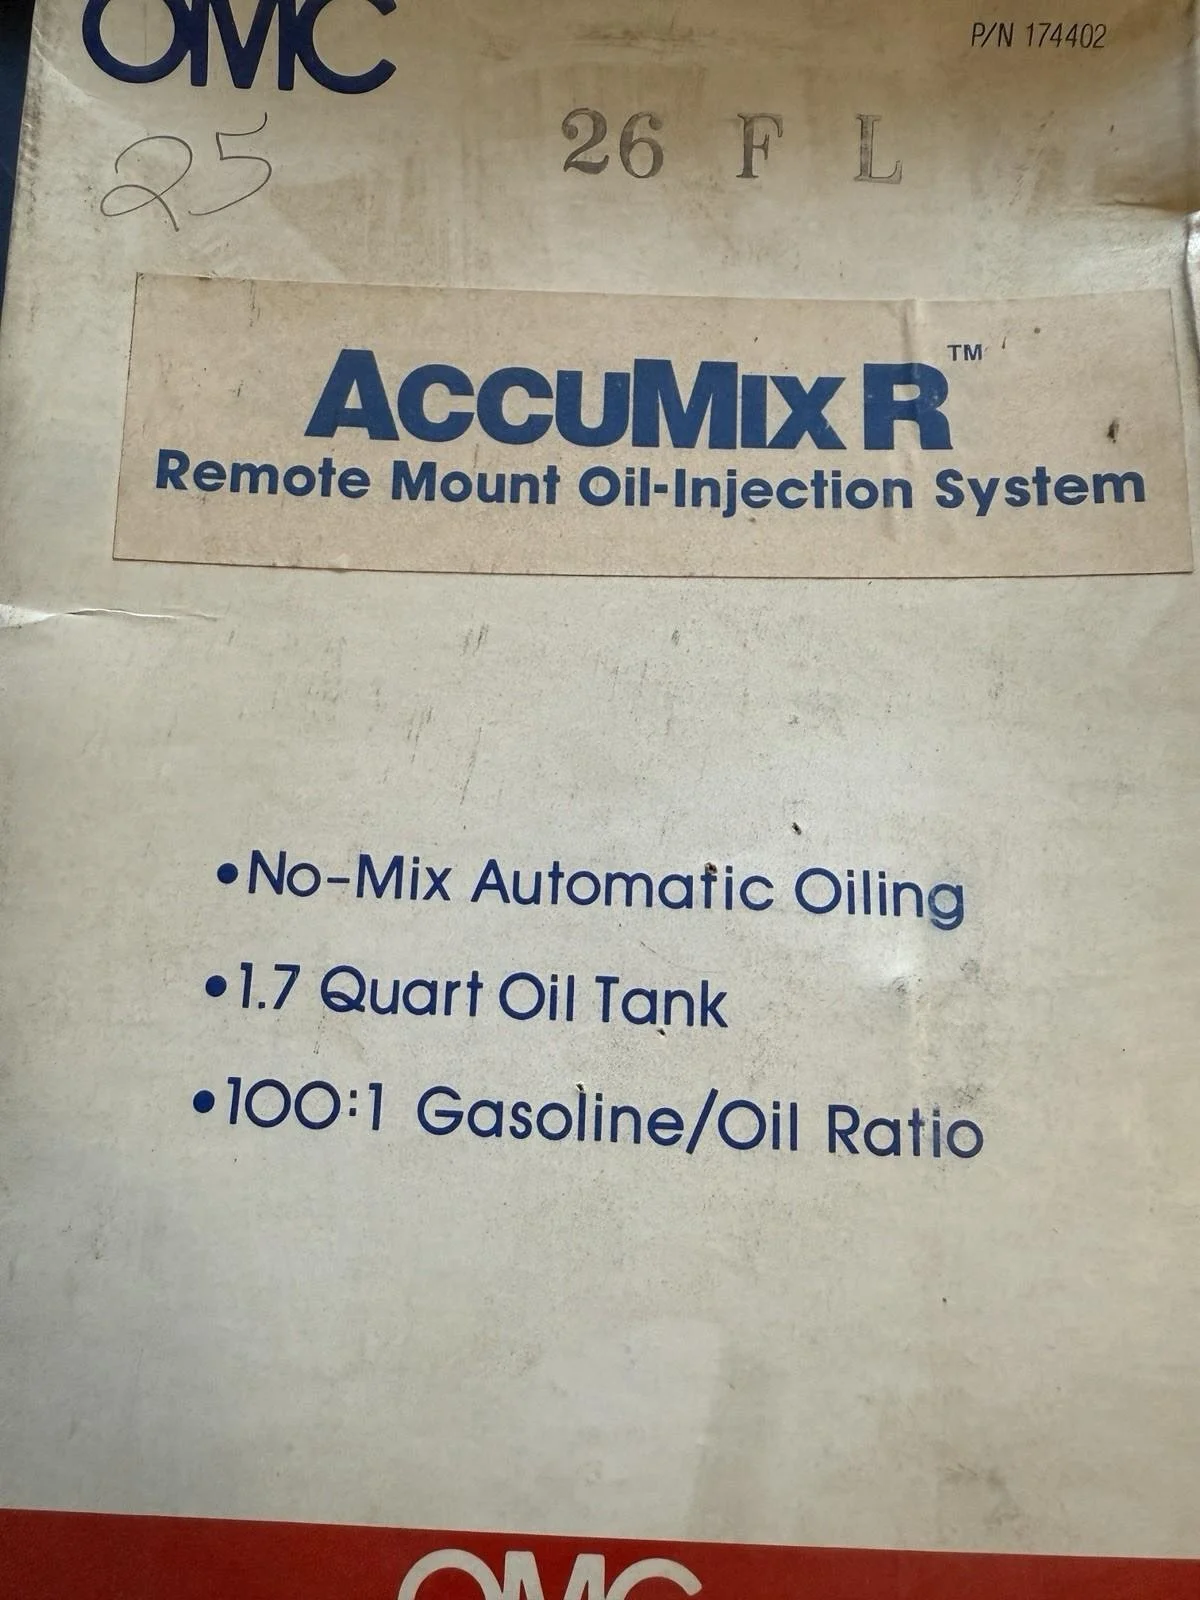 OMC
P/N 174402
25
26 F L
ACCUMIX R™
Remote Mount Oil-Injection System
•No-Mix Automatic Oiling
•1.7 Quart Oil Tank
•100:1 Gasoline/Oil Ratio
OMC